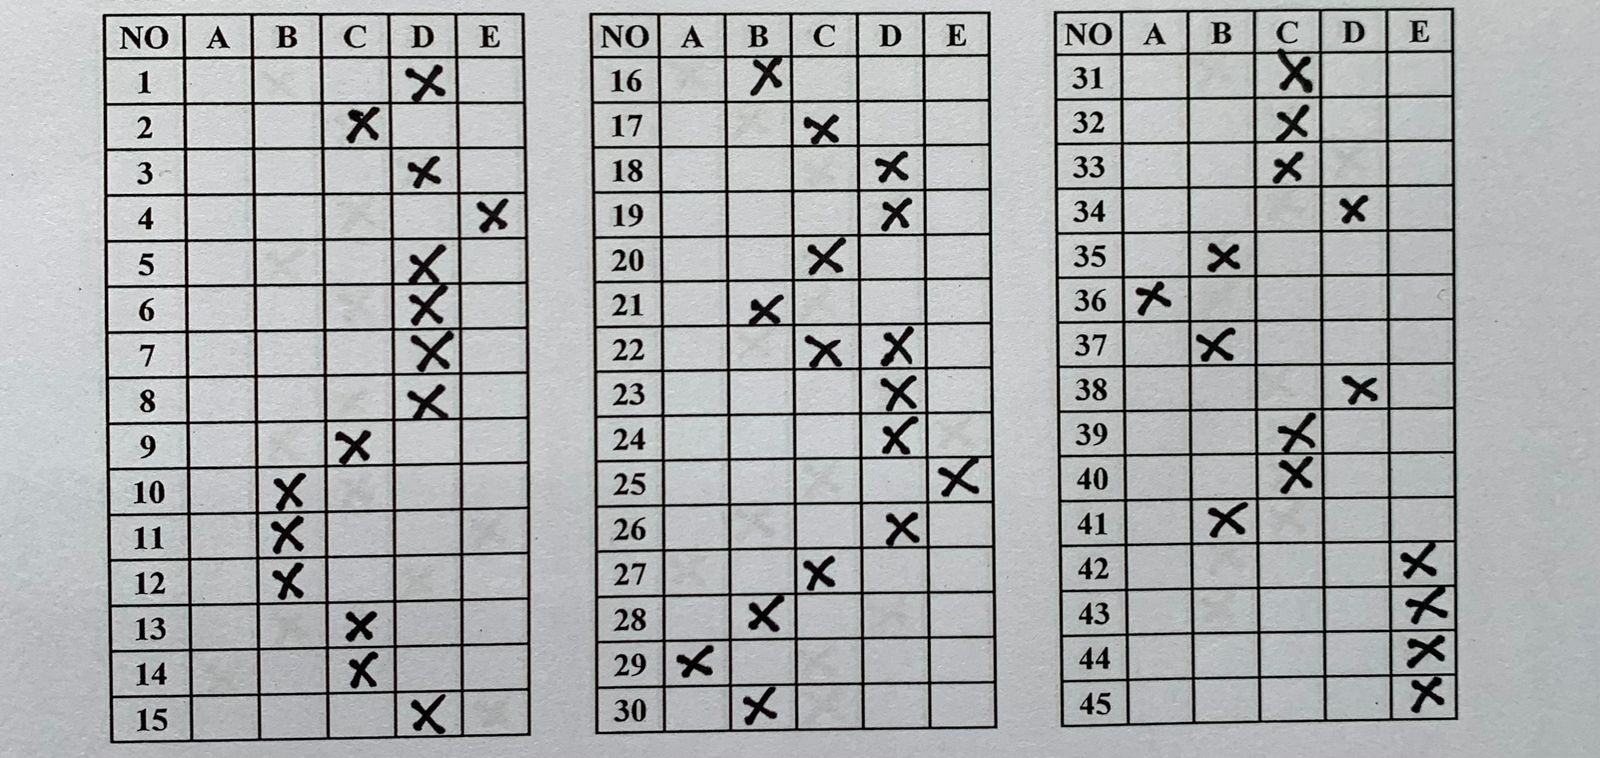 NO A B C D E
1 X
2 X
3 X
4 X
5 X
6 X
7 X
8 X
9 X
10 X
11 X
12 X
13 X
14 X
15 X
NO A B C D E
16 X
17 X
18 X
19 X
20 X
21 X
22 X X
23 X
24 X
25 X
26 X
27 X
28 X
29 X
30 X
NO A B C D E
31 X
32 X
33 X
34 X
35 X
36 X
37 X
38 X
39 X
40 X
41 X
42 X
43 X
44 X
45 X